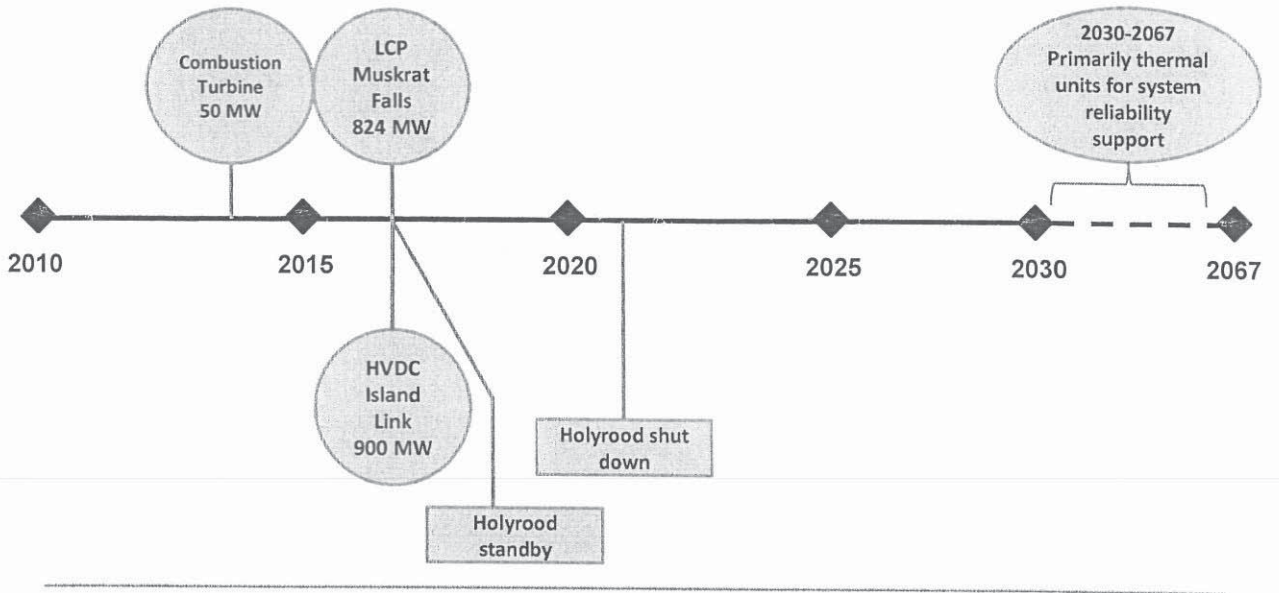 Combustion
Turbine
50 MW
LCP
Muskrat
Falls
824 MW
2030-2067
Primarily thermal
units for system
reliability
support
2010
2015
2020
2025
2030
2067
HVDC
Island
Link
900 MW
Holyrood shut
down
Holyrood
standby